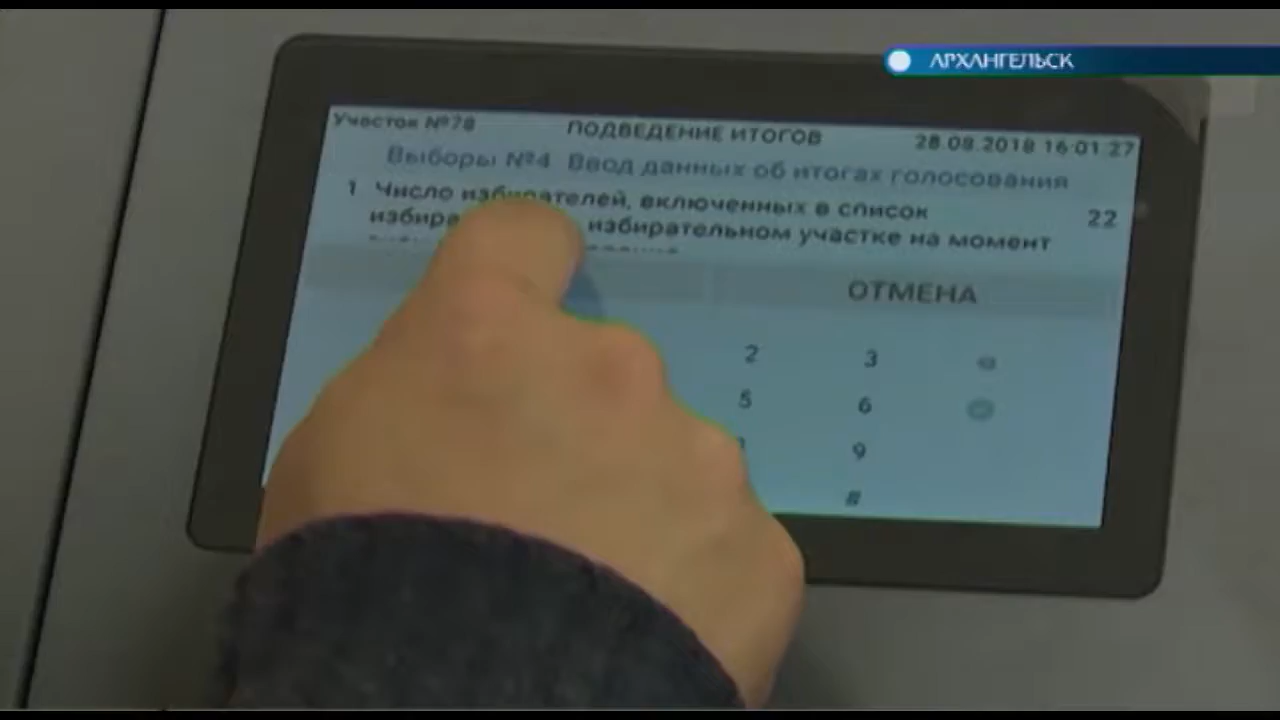 АРХАНГЕЛЬСК
Участок №78 ПОДВЕДЕНИЕ ИТОГОВ 28.08.2018 16:01:27
Выборы №4 Ввод данных об итогах голосования
1 Число избирателей, включенных в список 22
избирательном участке на момент
ОТМЕНА
2 3
5 6
9
#